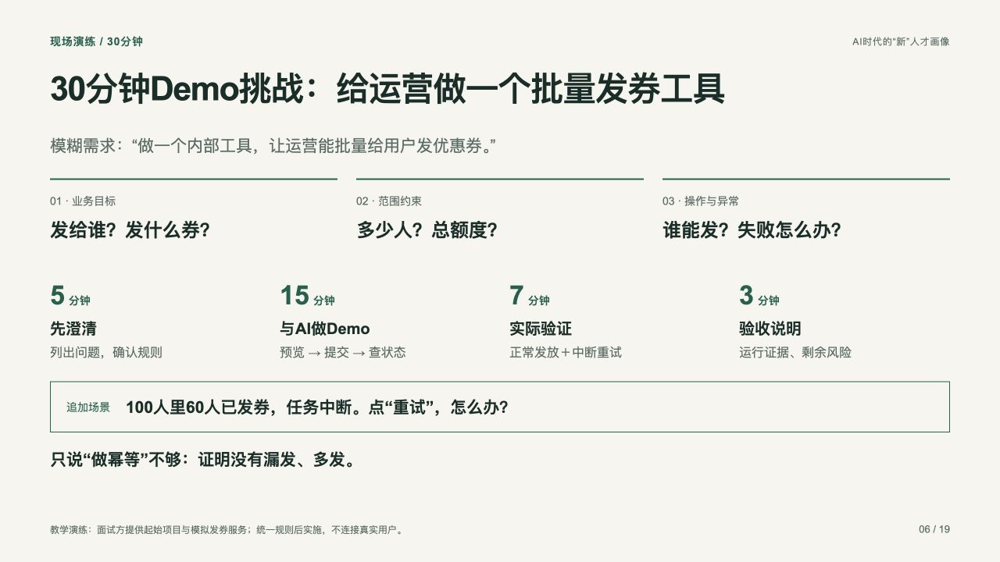 现场演练 / 30分钟
AI时代的“新”人才画像
30分钟Demo挑战：给运营做一个批量发券工具
模糊需求：“做一个内部工具，让运营能批量给用户发优惠券。”
01 · 业务目标
发给谁？发什么券？
02 · 范围约束
多少人？总额度？
03 · 操作与异常
谁能发？失败怎么办？
5 分钟
先澄清
列出问题，确认规则
15 分钟
与AI做Demo
预览 → 提交 → 查状态
7 分钟
实际验证
正常发放＋中断重试
3 分钟
验收说明
运行证据、剩余风险
追加场景 100人里60人已发券，任务中断。点“重试”，怎么办？
只说“做幂等”不够：证明没有漏发、多发。
教学演练：面试方提供起始项目与模拟发券服务；统一规则后实施，不连接真实用户。
06 / 19